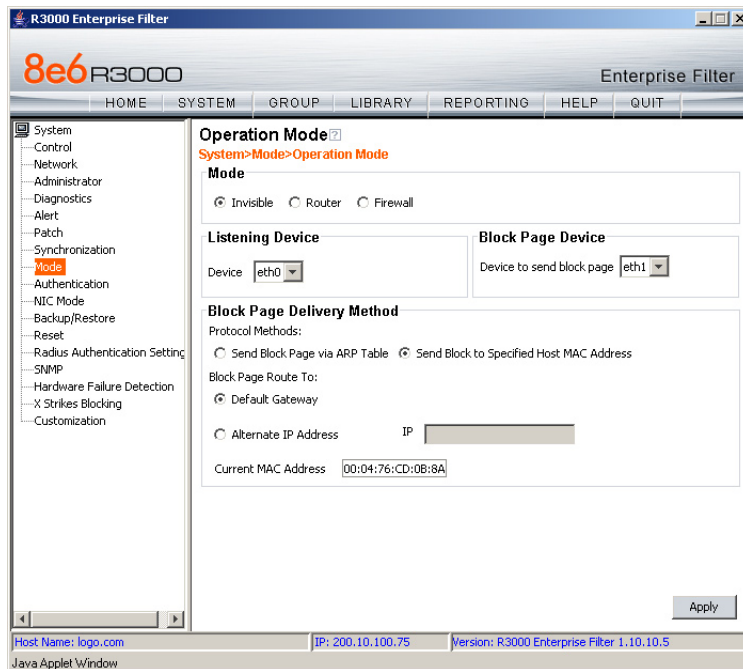 R3000 Enterprise Filter
8e6 R3000
Enterprise Filter
HOME SYSTEM GROUP LIBRARY REPORTING HELP QUIT
System
Control
Network
Administrator
Diagnostics
Alert
Patch
Synchronization
Mode
Authentication
NIC Mode
Backup/Restore
Reset
Radius Authentication Setting
SNMP
Hardware Failure Detection
X Strikes Blocking
Customization
Operation Mode?
System>Mode>Operation Mode
Mode
Invisible Router Firewall
Listening Device
Device eth0
Block Page Device
Device to send block page eth1
Block Page Delivery Method
Protocol Methods:
Send Block Page via ARP Table Send Block to Specified Host MAC Address
Block Page Route To:
Default Gateway
Alternate IP Address IP
Current MAC Address 00:04:76:CD:0B:8A
Apply
Host Name: logo.com IP: 200.10.100.75 Version: R3000 Enterprise Filter 1.10.10.5
Java Applet Window